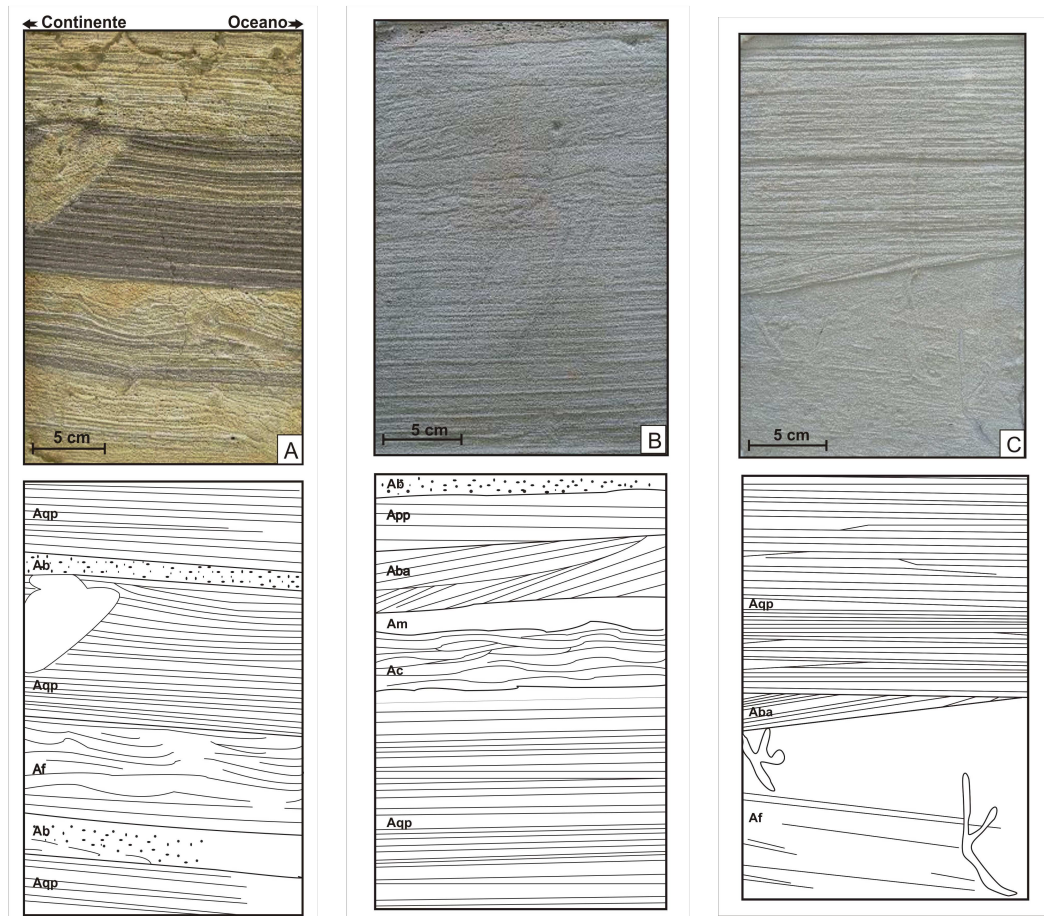 Continente Oceano
5 cm
A
5 cm
B
5 cm
C
Aqp
Ab
Aqp
Af
Ab
Aqp
Ab
App
Aba
Am
Ac
Aqp
Aqp
Aba
Af